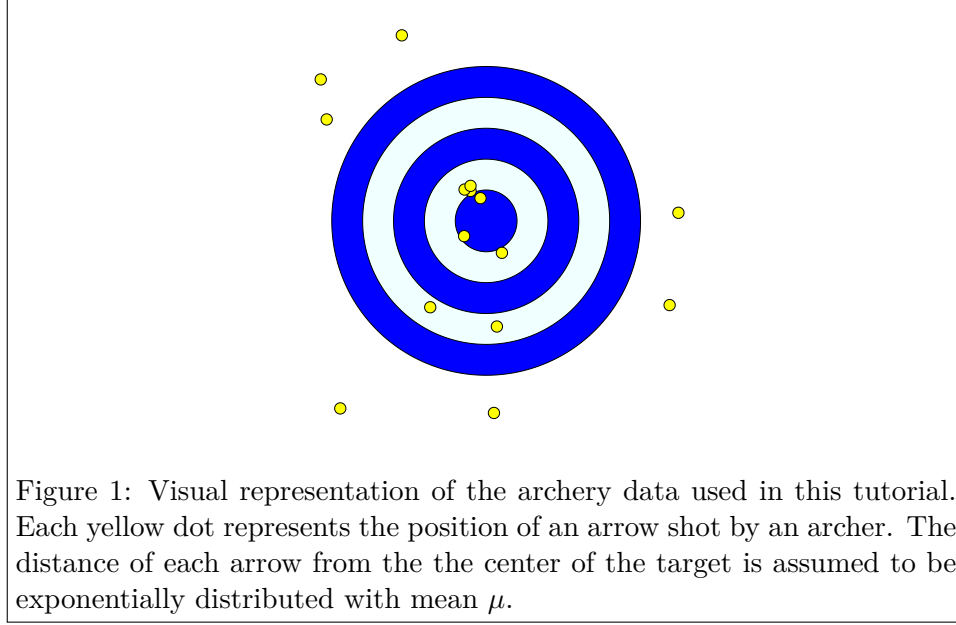 Figure 1: Visual representation of the archery data used in this tutorial.
Each yellow dot represents the position of an arrow shot by an archer. The
distance of each arrow from the the center of the target is assumed to be
exponentially distributed with mean μ.